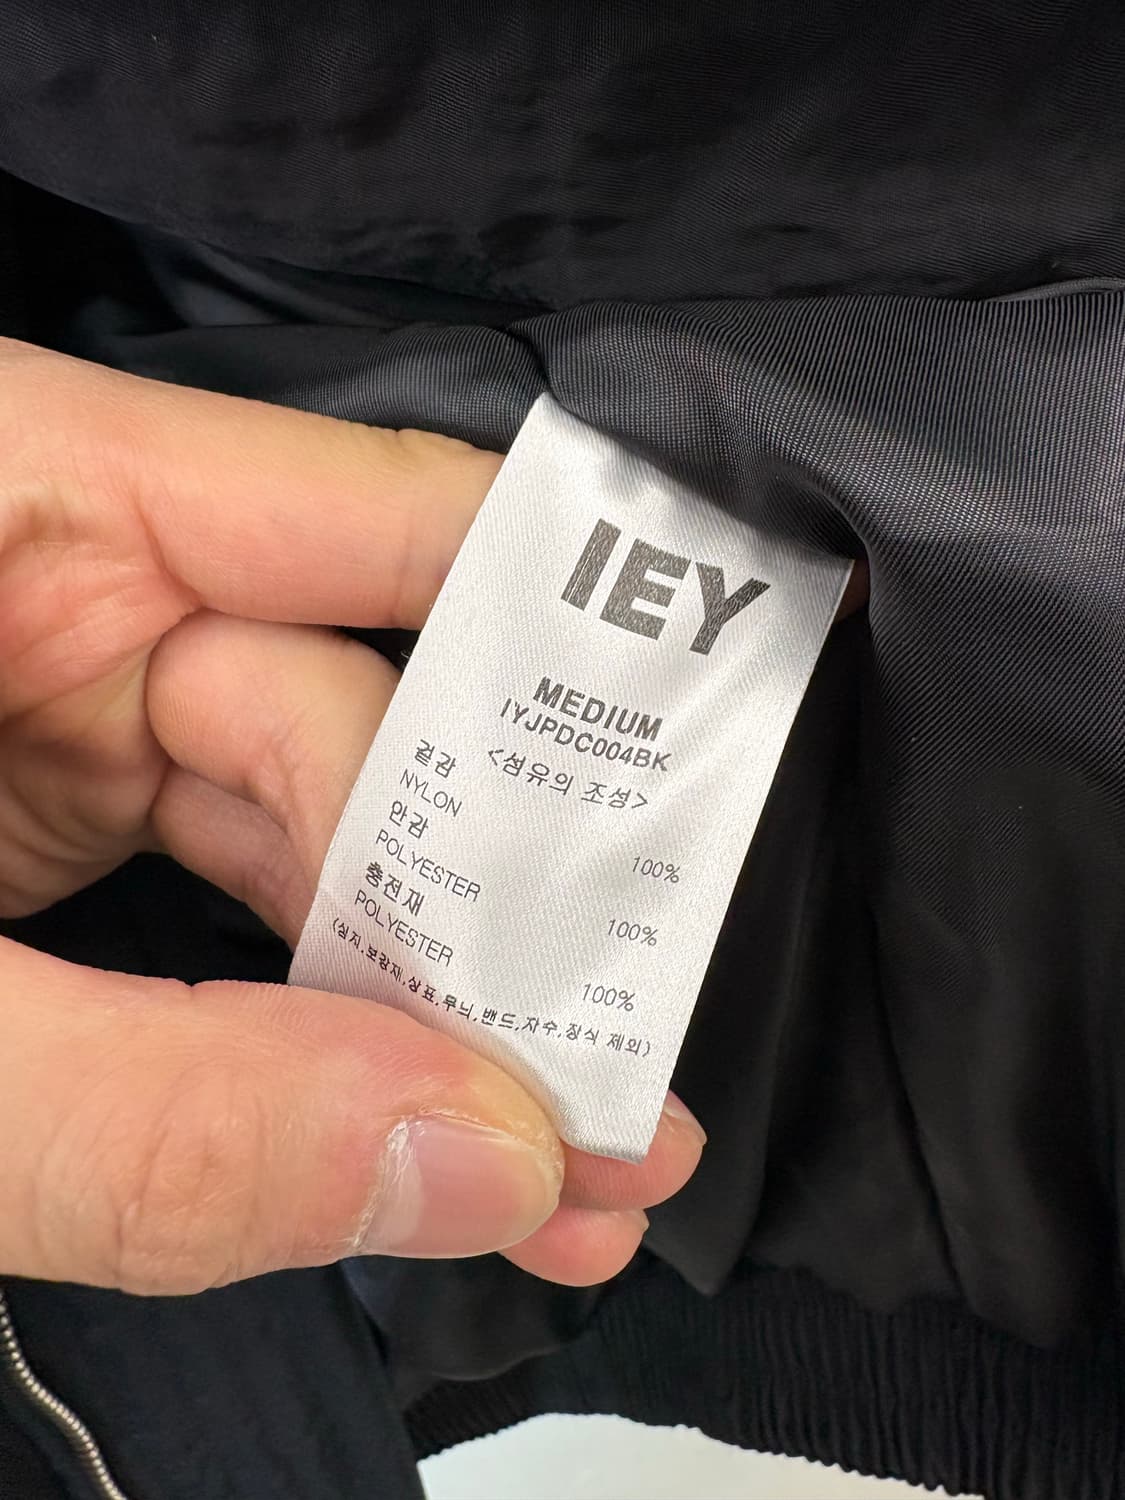 IEY
MEDIUM
IYJPDC004BK
<섬유의 조성>
겉감
NYLON 100%
안감
POLYESTER 100%
충전재
POLYESTER 100%
(심지,보강재,상표,무늬,밴드,자수,장식 제외)